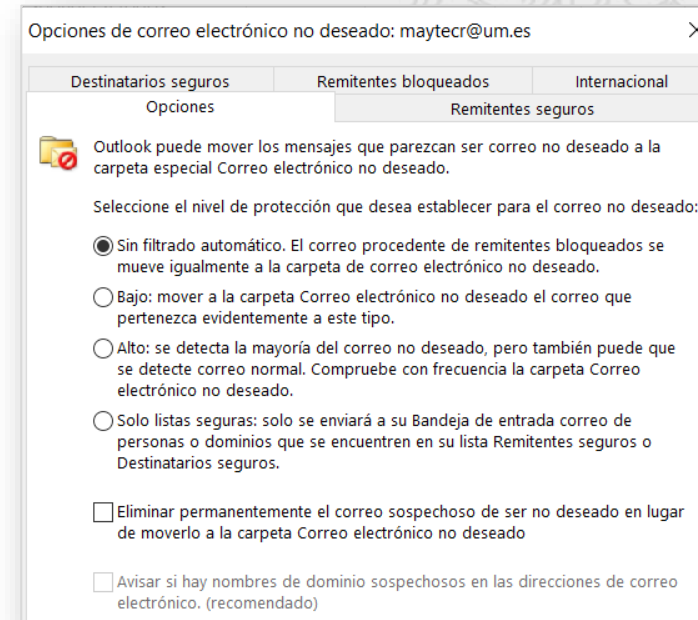 Opciones de correo electrónico no deseado: maytecr@um.es
Destinatarios seguros
Remitentes bloqueados
Internacional
Opciones
Remitentes seguros
Outlook puede mover los mensajes que parezcan ser correo no deseado a la
carpeta especial Correo electrónico no deseado.
Seleccione el nivel de protección que desea establecer para el correo no deseado:
Sin filtrado automático. El correo procedente de remitentes bloqueados se
mueve igualmente a la carpeta de correo electrónico no deseado.
Bajo: mover a la carpeta Correo electrónico no deseado el correo que
pertenezca evidentemente a este tipo.
Alto: se detecta la mayoría del correo no deseado, pero también puede que
se detecte correo normal. Compruebe con frecuencia la carpeta Correo
electrónico no deseado.
Solo listas seguras: solo se enviará a su Bandeja de entrada correo de
personas o dominios que se encuentren en su lista Remitentes seguros o
Destinatarios seguros.
Eliminar permanentemente el correo sospechoso de ser no deseado en lugar
de moverlo a la carpeta Correo electrónico no deseado
Avisar si hay nombres de dominio sospechosos en las direcciones de correo
electrónico. (recomendado)